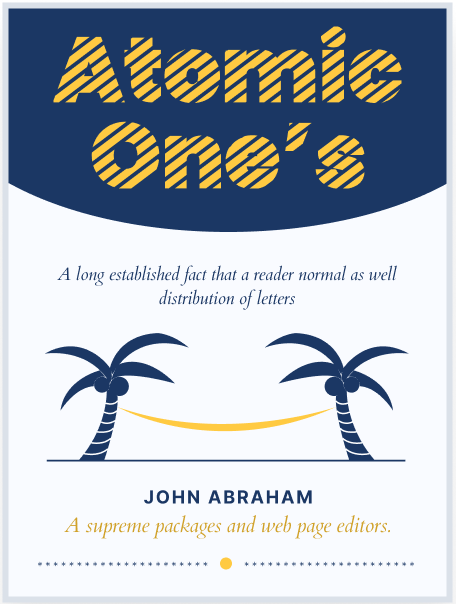 Atomic
One's
A long established fact that a reader normal as well
distribution of letters
JOHN ABRAHAM
A supreme packages and web page editors.